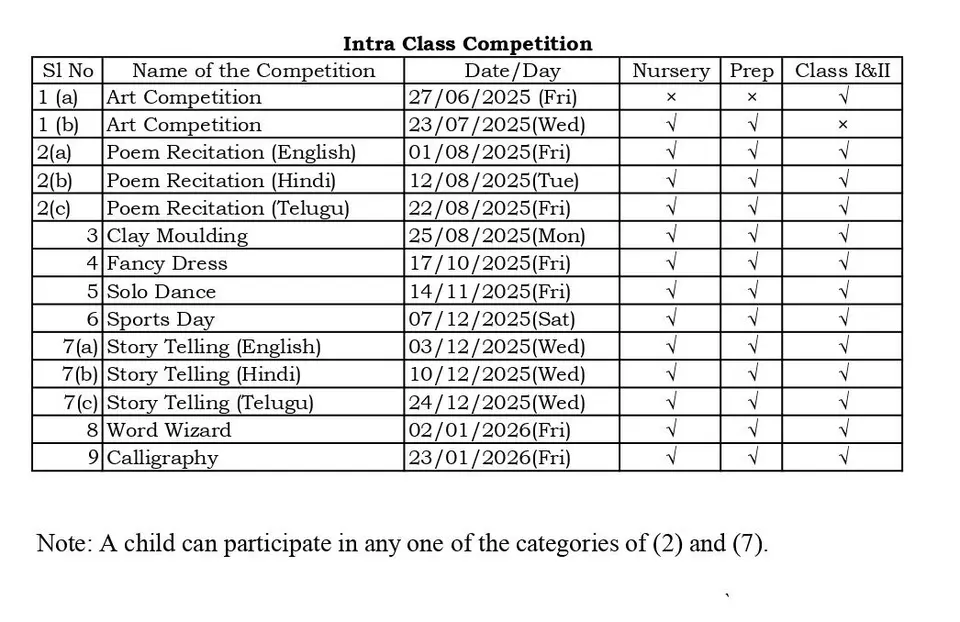 Intra Class Competition
Sl No Name of the Competition Date/Day Nursery Prep Class I&II
1 (a) Art Competition 27/06/2025 (Fri) × × √
1 (b) Art Competition 23/07/2025(Wed) √ √ ×
2(a) Poem Recitation (English) 01/08/2025(Fri) √ √ √
2(b) Poem Recitation (Hindi) 12/08/2025(Tue) √ √ √
2(c) Poem Recitation (Telugu) 22/08/2025(Fri) √ √ √
3 Clay Moulding 25/08/2025(Mon) √ √ √
4 Fancy Dress 17/10/2025(Fri) √ √ √
5 Solo Dance 14/11/2025(Fri) √ √ √
6 Sports Day 07/12/2025(Sat) √ √ √
7(a) Story Telling (English) 03/12/2025(Wed) √ √ √
7(b) Story Telling (Hindi) 10/12/2025(Wed) √ √ √
7(c) Story Telling (Telugu) 24/12/2025(Wed) √ √ √
8 Word Wizard 02/01/2026(Fri) √ √ √
9 Calligraphy 23/01/2026(Fri) √ √ √
Note: A child can participate in any one of the categories of (2) and (7).
`